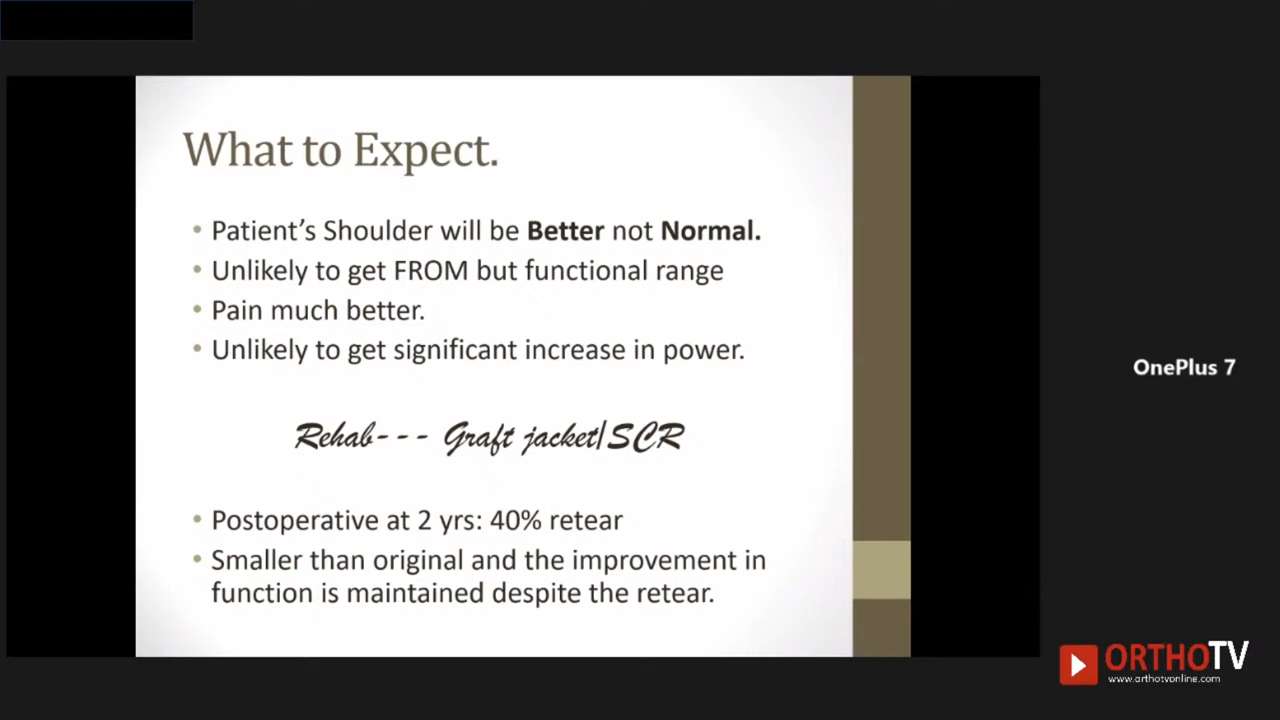 What to Expect.
• Patient's Shoulder will be Better not Normal.
• Unlikely to get FROM but functional range
• Pain much better.
• Unlikely to get significant increase in power.
Rehab--- Graft jacket/SCR
• Postoperative at 2 yrs: 40% retear
• Smaller than original and the improvement in
function is maintained despite the retear.
OnePlus 7
ORTHOTV
www.orthotvonline.com